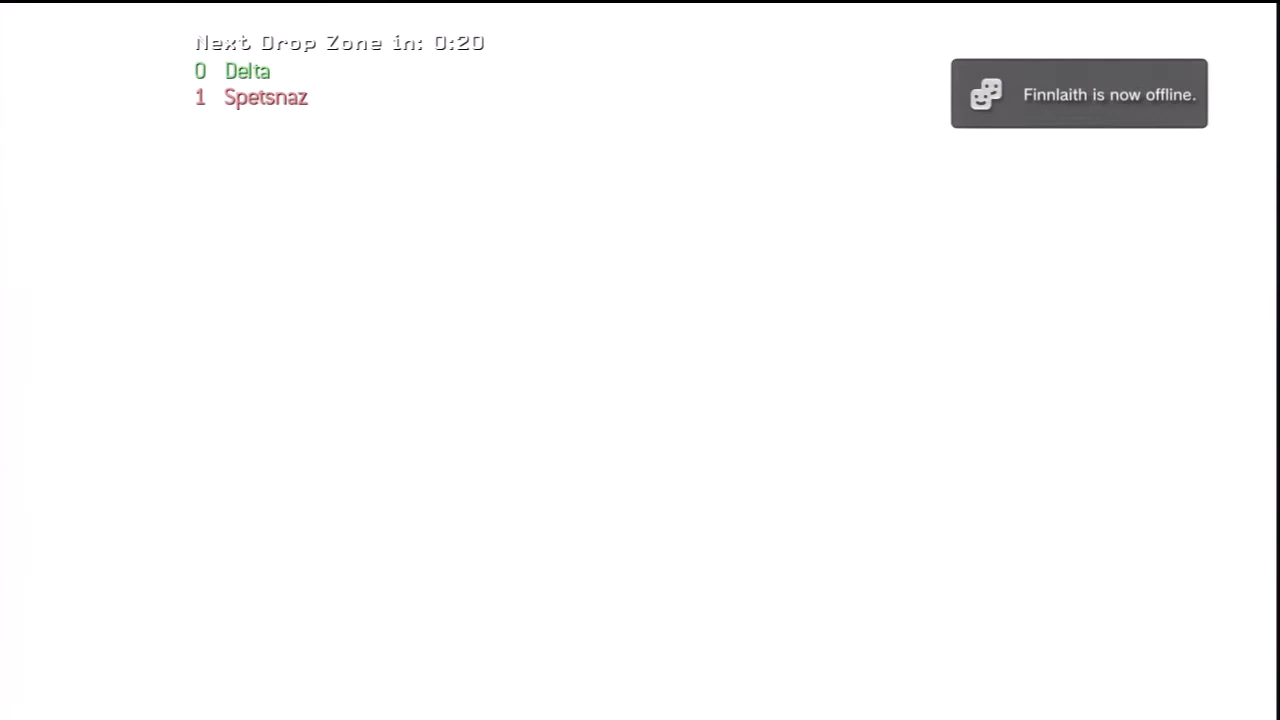 Next Drop Zone in: 0:20
0 Delta
1 Spetsnaz
Finnlaith is now offline.